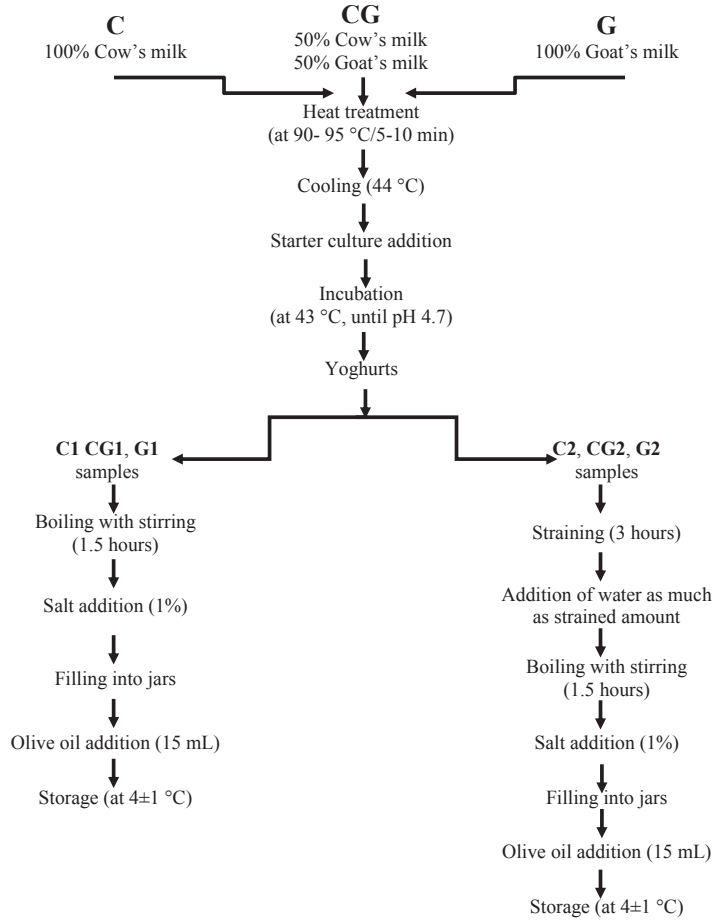 C
100% Cow's milk
CG
50% Cow's milk
50% Goat's milk
G
100% Goat's milk
Heat treatment
(at 90- 95 °C/5-10 min)
Cooling (44 °C)
Starter culture addition
Incubation
(at 43 °C, until pH 4.7)
Yoghurts
C1 CG1, G1
samples
Boiling with stirring
(1.5 hours)
Salt addition (1%)
Filling into jars
Olive oil addition (15 mL)
Storage (at 4±1 °C)
C2, CG2, G2
samples
Straining (3 hours)
Addition of water as much
as strained amount
Boiling with stirring
(1.5 hours)
Salt addition (1%)
Filling into jars
Olive oil addition (15 mL)
Storage (at 4±1 °C)